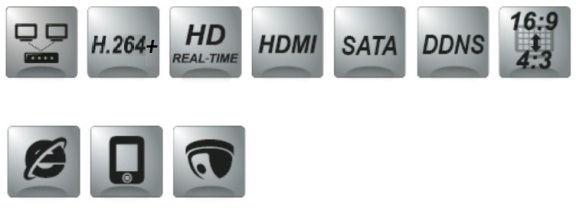 H.264+
HD
REAL-TIME
HDMI
SATA
DDNS
16:9
4:3